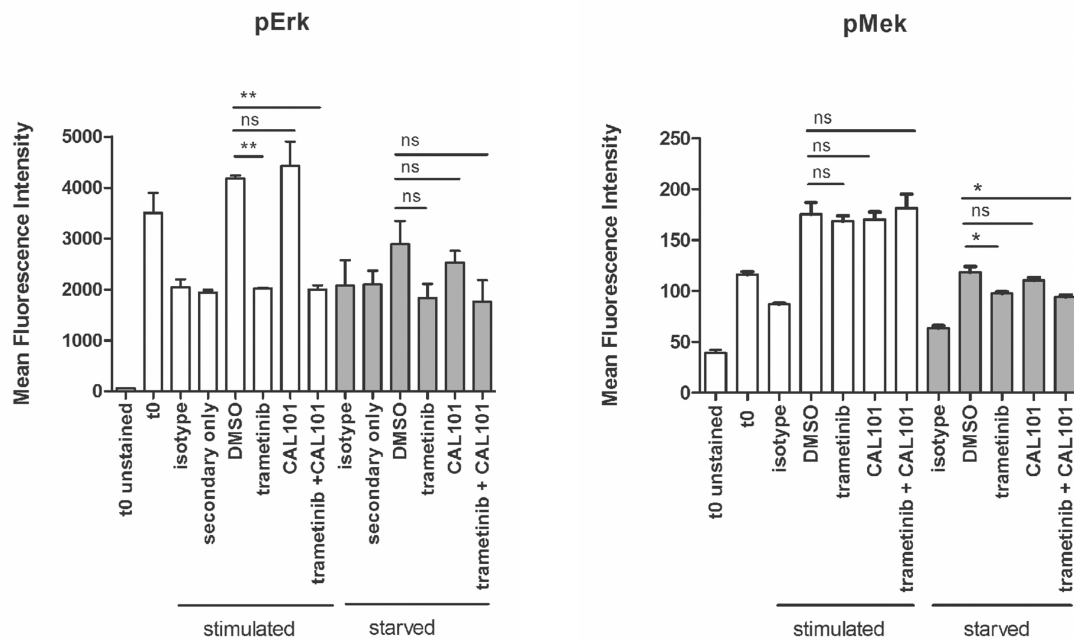 pErk
Mean Fluorescence Intensity
5000
4000
3000
2000
1000
0
**
ns
**
ns
ns
ns
t0 unstained
t0
isotype
secondary only
DMSO
trametinib
CAL101
trametinib +CAL101
isotype
secondary only
DMSO
trametinib
CAL101
trametinib + CAL101
stimulated
starved
pMek
Mean Fluorescence Intensity
250
200
150
100
50
0
ns
ns
ns
*
ns
*
t0 unstained
t0
isotype
DMSO
trametinib
CAL101
trametinib + CAL101
isotype
DMSO
trametinib
CAL101
trametinib + CAL101
stimulated
starved